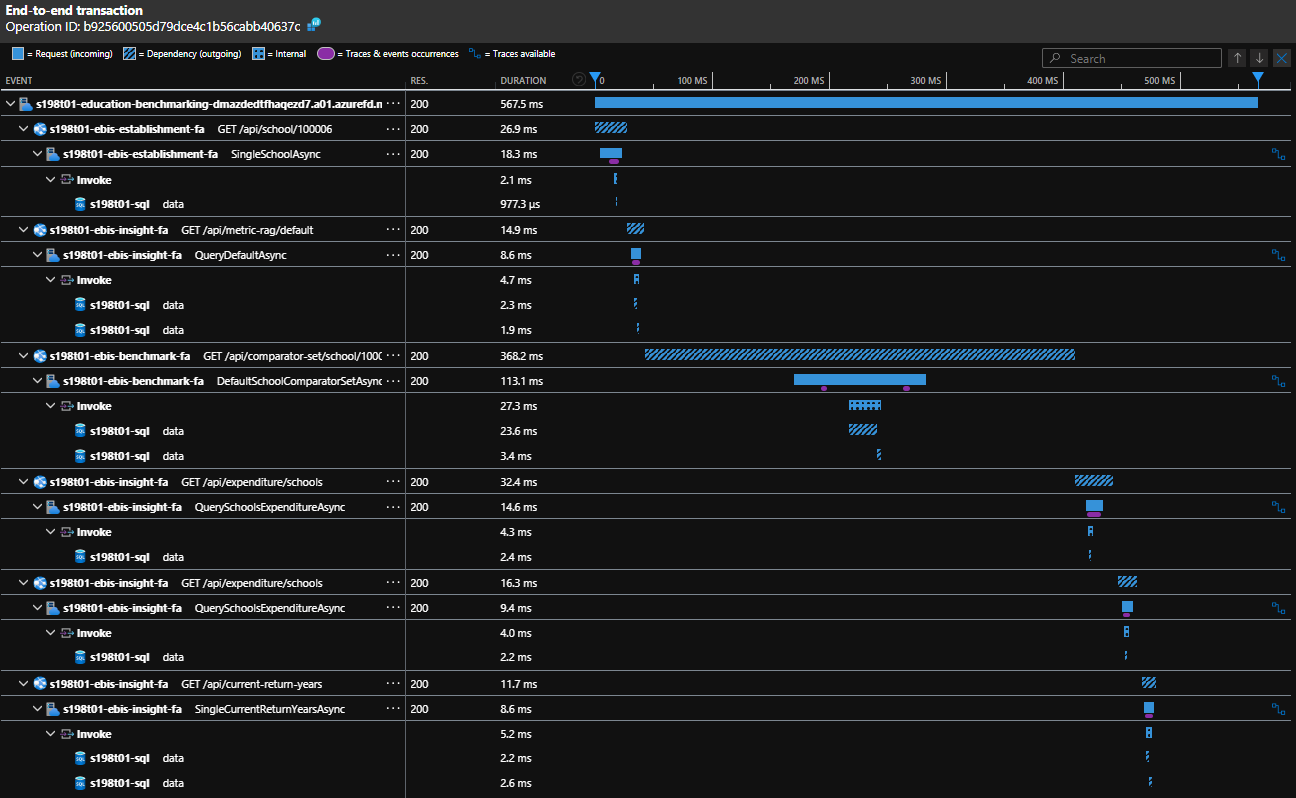 End-to-end transaction
Operation ID: b925600505d79dce4c1b56cabb40637c
= Request (incoming) = Dependency (outgoing) = Internal = Traces & events occurrences = Traces available
Search
EVENT RES. DURATION 0 100 MS 200 MS 300 MS 400 MS 500 MS
s198t01-education-benchmarking-dmazdedtfhaqezd7.a01.azurefd.n ··· 200 567.5 ms
s198t01-ebis-establishment-fa GET /api/school/100006 ··· 200 26.9 ms
s198t01-ebis-establishment-fa SingleSchoolAsync ··· 200 18.3 ms
Invoke 2.1 ms
s198t01-sql data 977.3 µs
s198t01-ebis-insight-fa GET /api/metric-rag/default ··· 200 14.9 ms
s198t01-ebis-insight-fa QueryDefaultAsync ··· 200 8.6 ms
Invoke 4.7 ms
s198t01-sql data 2.3 ms
s198t01-sql data 1.9 ms
s198t01-ebis-benchmark-fa GET /api/comparator-set/school/100( ··· 200 368.2 ms
s198t01-ebis-benchmark-fa DefaultSchoolComparatorSetAsync ··· 200 113.1 ms
Invoke 27.3 ms
s198t01-sql data 23.6 ms
s198t01-sql data 3.4 ms
s198t01-ebis-insight-fa GET /api/expenditure/schools ··· 200 32.4 ms
s198t01-ebis-insight-fa QuerySchoolsExpenditureAsync ··· 200 14.6 ms
Invoke 4.3 ms
s198t01-sql data 2.4 ms
s198t01-ebis-insight-fa GET /api/expenditure/schools ··· 200 16.3 ms
s198t01-ebis-insight-fa QuerySchoolsExpenditureAsync ··· 200 9.4 ms
Invoke 4.0 ms
s198t01-sql data 2.2 ms
s198t01-ebis-insight-fa GET /api/current-return-years ··· 200 11.7 ms
s198t01-ebis-insight-fa SingleCurrentReturnYearsAsync ··· 200 8.6 ms
Invoke 5.2 ms
s198t01-sql data 2.2 ms
s198t01-sql data 2.6 ms